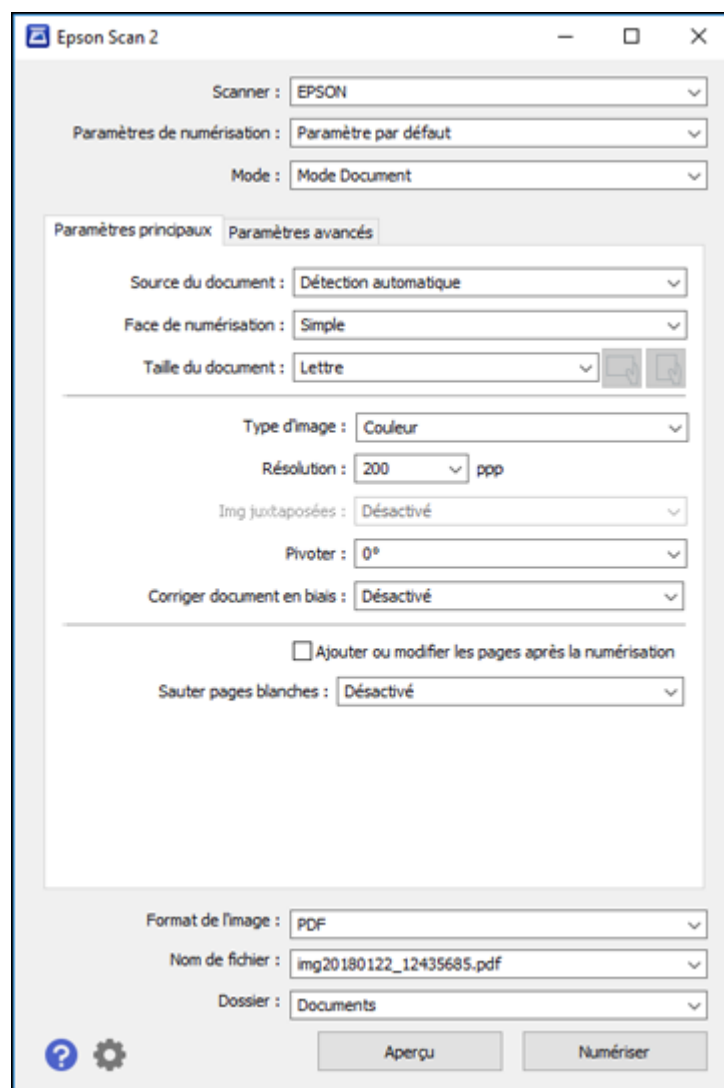 Epson Scan 2
Scanner : EPSON
Paramètres de numérisation : Paramètre par défaut
Mode : Mode Document
Paramètres principaux Paramètres avancés
Source du document : Détection automatique
Face de numérisation : Simple
Taille du document : Lettre
Type d'image : Couleur
Résolution : 200 ppp
Img juxtaposées : Désactivé
Pivoter : 0°
Corriger document en biais : Désactivé
Ajouter ou modifier les pages après la numérisation
Sauter pages blanches : Désactivé
Format de l'image : PDF
Nom de fichier : img20180122_12435685.pdf
Dossier : Documents
? Aperçu Numériser